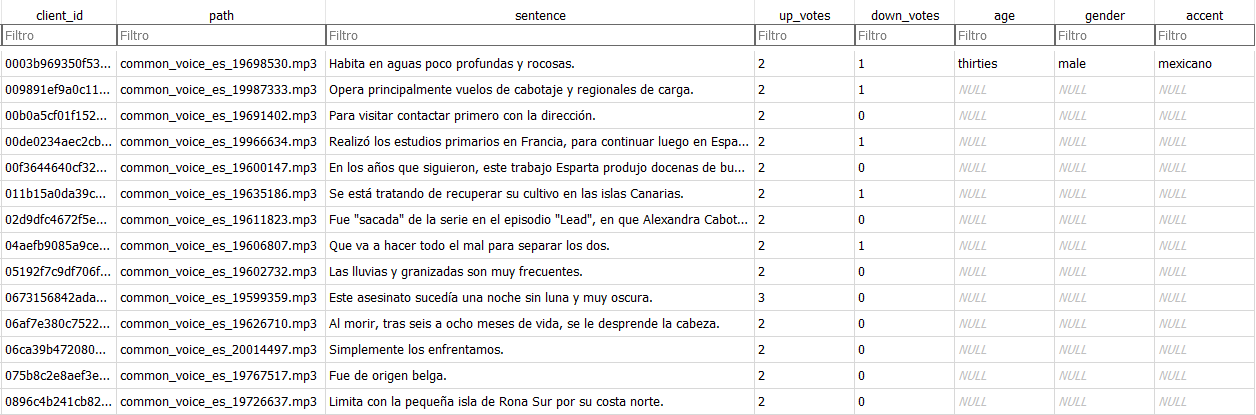 client_id path sentence up_votes down_votes age gender accent
Filtro Filtro Filtro Filtro Filtro Filtro Filtro Filtro
0003b969350f53... common_voice_es_19698530.mp3 Habita en aguas poco profundas y rocosas. 2 1 thirties male mexicano
009891ef9a0c11... common_voice_es_19987333.mp3 Opera principalmente vuelos de cabotaje y regionales de carga. 2 1 NULL NULL NULL
00b0a5cf01f152... common_voice_es_19691402.mp3 Para visitar contactar primero con la dirección. 2 0 NULL NULL NULL
00de0234aec2cb... common_voice_es_19966634.mp3 Realizó los estudios primarios en Francia, para continuar luego en Espa... 2 1 NULL NULL NULL
00f3644640cf32... common_voice_es_19600147.mp3 En los años que siguieron, este trabajo Esparta produjo docenas de bu... 2 0 NULL NULL NULL
011b15a0da39c... common_voice_es_19635186.mp3 Se está tratando de recuperar su cultivo en las islas Canarias. 2 1 NULL NULL NULL
02d9dfc4672f5e... common_voice_es_19611823.mp3 Fue "sacada" de la serie en el episodio "Lead", en que Alexandra Cabot... 2 0 NULL NULL NULL
04aefb9085a9ce... common_voice_es_19606807.mp3 Que va a hacer todo el mal para separar los dos. 2 1 NULL NULL NULL
05192f7c9df706f... common_voice_es_19602732.mp3 Las lluvias y granizadas son muy frecuentes. 2 0 NULL NULL NULL
0673156842ada... common_voice_es_19599359.mp3 Este asesinato sucedía una noche sin luna y muy oscura. 3 0 NULL NULL NULL
06af7e380c7522... common_voice_es_19626710.mp3 Al morir, tras seis a ocho meses de vida, se le desprende la cabeza. 2 0 NULL NULL NULL
06ca39b472080... common_voice_es_20014497.mp3 Simplemente los enfrentamos. 2 0 NULL NULL NULL
075b8c2e8aef3e... common_voice_es_19767517.mp3 Fue de origen belga. 2 0 NULL NULL NULL
0896c4b241cb82... common_voice_es_19726637.mp3 Limita con la pequeña isla de Rona Sur por su costa norte. 2 0 NULL NULL NULL